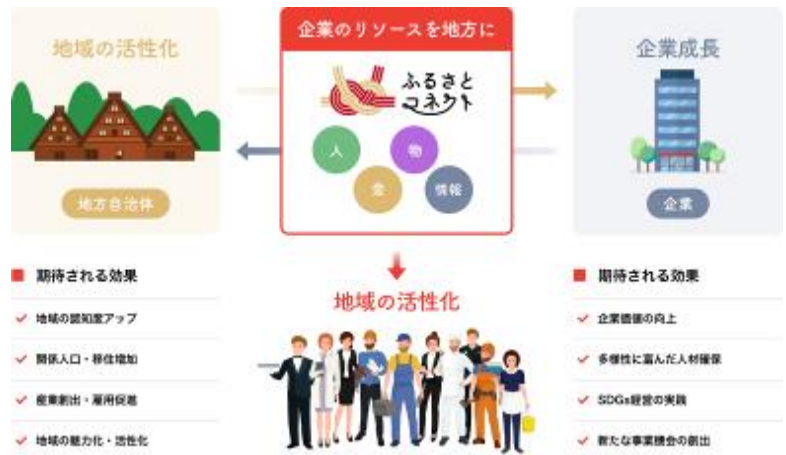 地域の活性化
地方自治体
企業のリソースを地方に
ふるさと
コネクト
人
物
金
情報
企業成長
企業
地域の活性化
期待される効果
地域の認知度アップ
関係人口・移住増加
産業創出・雇用促進
地域の魅力化・活性化
期待される効果
企業価値の向上
多様性に富んだ人材確保
SDGs経営の実践
新たな事業機会の創出